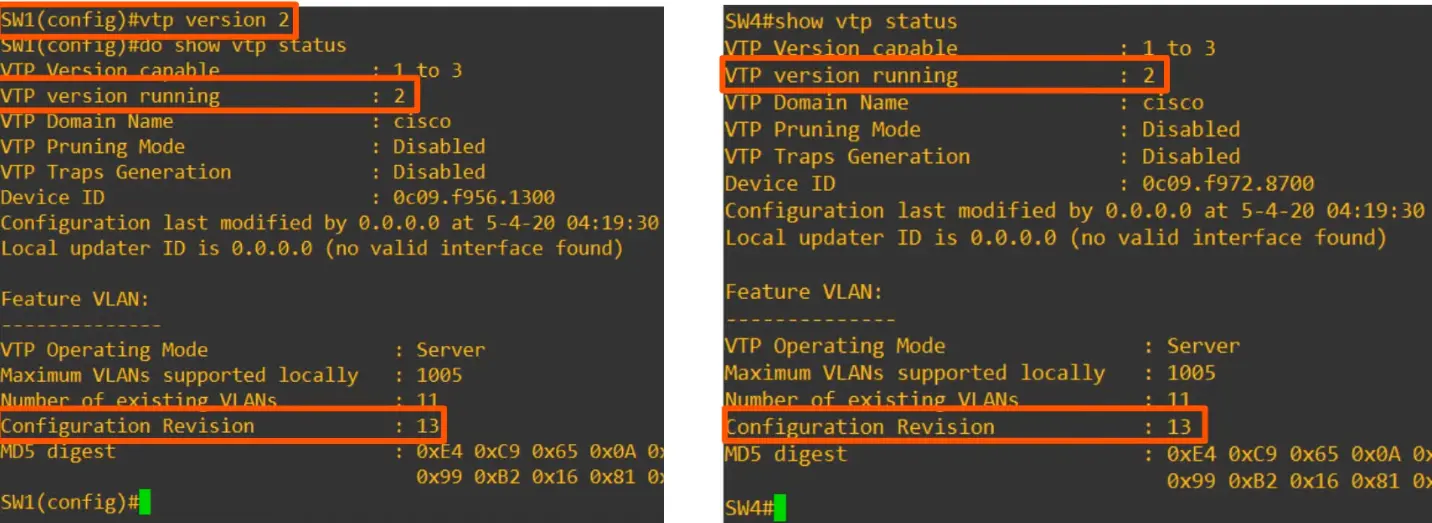 SW1(config)#vtp version 2
SW1(config)#do show vtp status
VTP Version capable : 1 to 3
VTP version running : 2
VTP Domain Name : cisco
VTP Pruning Mode : Disabled
VTP Traps Generation : Disabled
Device ID : 0c09.f956.1300
Configuration last modified by 0.0.0.0 at 5-4-20 04:19:30
Local updater ID is 0.0.0.0 (no valid interface found)
Feature VLAN:
--------------
VTP Operating Mode : Server
Maximum VLANs supported locally : 1005
Number of existing VLANs : 11
Configuration Revision : 13
MD5 digest : 0xE4 0xC9 0x65 0x0A 0x
0x99 0xB2 0x16 0x81 0x
SW1(config)#
SW4#show vtp status
VTP Version capable : 1 to 3
VTP version running : 2
VTP Domain Name : cisco
VTP Pruning Mode : Disabled
VTP Traps Generation : Disabled
Device ID : 0c09.f972.8700
Configuration last modified by 0.0.0.0 at 5-4-20 04:19:30
Local updater ID is 0.0.0.0 (no valid interface found)
Feature VLAN:
--------------
VTP Operating Mode : Server
Maximum VLANs supported locally : 1005
Number of existing VLANs : 11
Configuration Revision : 13
MD5 digest : 0xE4 0xC9 0x65 0x0A 0x
0x99 0xB2 0x16 0x81 0x
SW4#